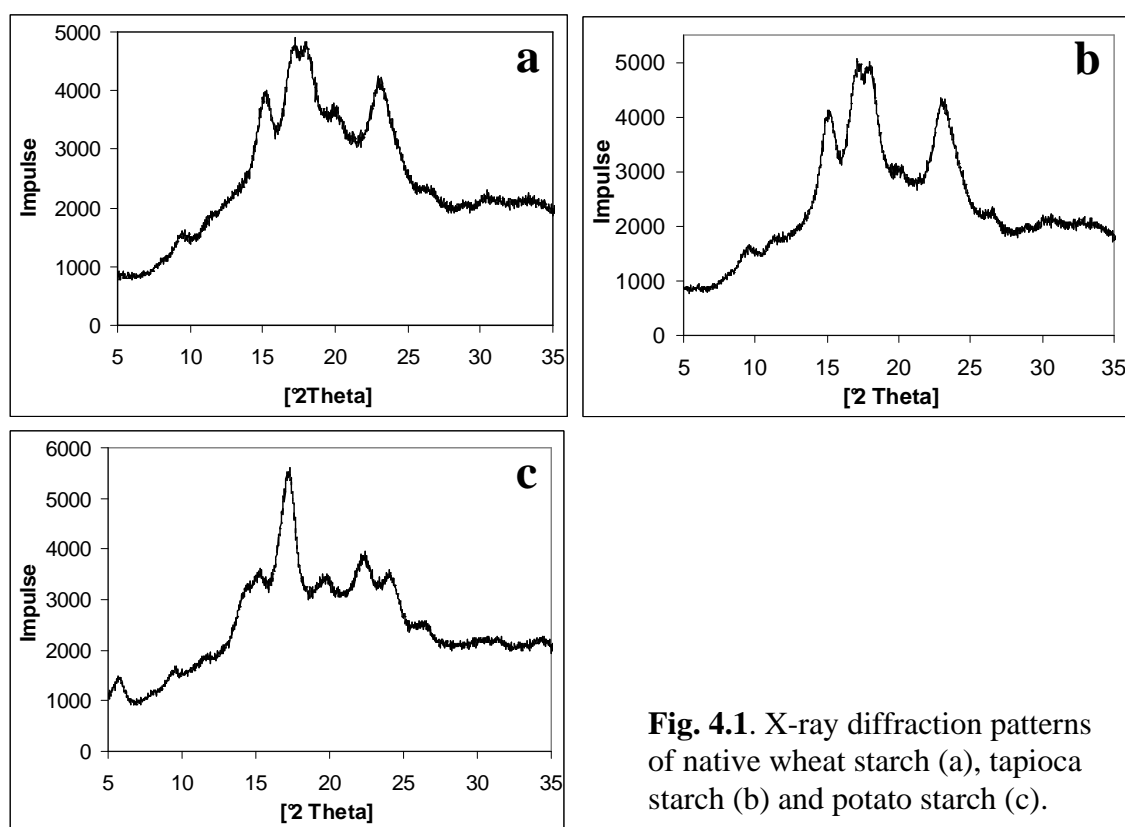 a
5000
4000
3000
2000
1000
0
Impulse
5 10 15 20 25 30 35
[°2Theta]
b
5000
4000
3000
2000
1000
0
Impulse
5 10 15 20 25 30 35
[°2 Theta]
c
6000
5000
4000
3000
2000
1000
0
Impulse
5 10 15 20 25 30 35
[°2 Theta]
Fig. 4.1. X-ray diffraction patterns
of native wheat starch (a), tapioca
starch (b) and potato starch (c).